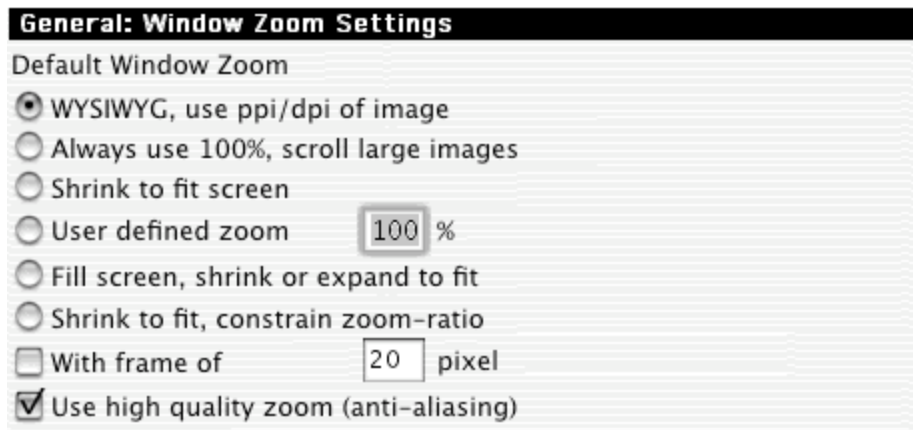 General: Window Zoom Settings
Default Window Zoom
WYSIWYG, use ppi/dpi of image
Always use 100%, scroll large images
Shrink to fit screen
User defined zoom 100 %
Fill screen, shrink or expand to fit
Shrink to fit, constrain zoom-ratio
With frame of 20 pixel
Use high quality zoom (anti-aliasing)